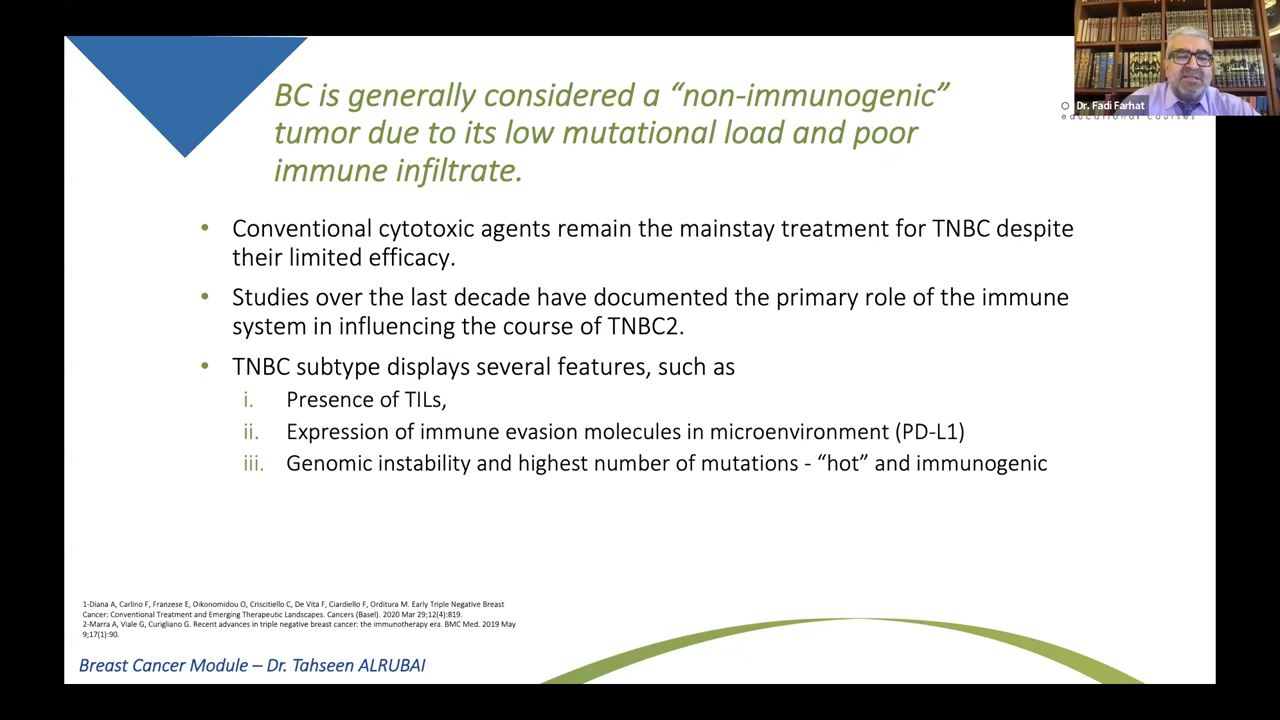 BC is generally considered a “non-immunogenic”
tumor due to its low mutational load and poor
immune infiltrate.
Dr. Fadi Farhat
educational courses
• Conventional cytotoxic agents remain the mainstay treatment for TNBC despite
their limited efficacy.
• Studies over the last decade have documented the primary role of the immune
system in influencing the course of TNBC2.
• TNBC subtype displays several features, such as
i. Presence of TILs,
ii. Expression of immune evasion molecules in microenvironment (PD-L1)
iii. Genomic instability and highest number of mutations - “hot” and immunogenic
1-Diana A, Carlino F, Franzese E, Oikonomidou O, Criscitiello C, De Vita F, Ciardiello F, Orditura M. Early Triple Negative Breast
Cancer: Conventional Treatment and Emerging Therapeutic Landscapes. Cancers (Basel). 2020 Mar 29;12(4):819.
2-Marra A, Viale G, Curigliano G. Recent advances in triple negative breast cancer: the immunotherapy era. BMC Med. 2019 May
9;17(1):90.
Breast Cancer Module – Dr. Tahseen ALRUBAI